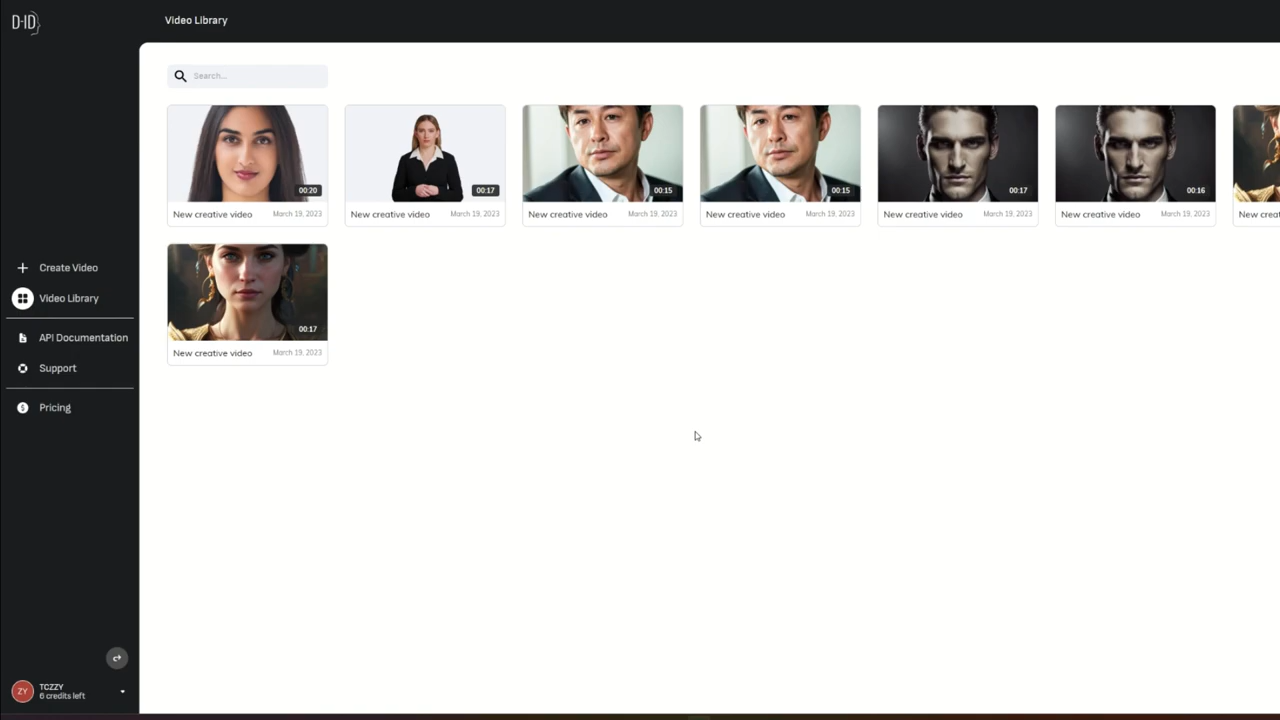 D-ID
Video Library
Search...
00:20
00:17
00:15
00:15
00:17
00:16
New creative video March 19, 2023
New creative video March 19, 2023
New creative video March 19, 2023
New creative video March 19, 2023
New creative video March 19, 2023
New creative video March 19, 2023
New creat
00:17
New creative video March 19, 2023
Create Video
Video Library
API Documentation
Support
Pricing
ZY
TCZZY
6 credits left